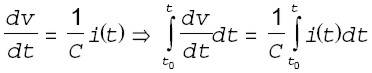 dv/dt = 1/C i(t) ⇒ ∫_{t₀}^{t} dv/dt dt = 1/C ∫_{t₀}^{t} i(t)dt